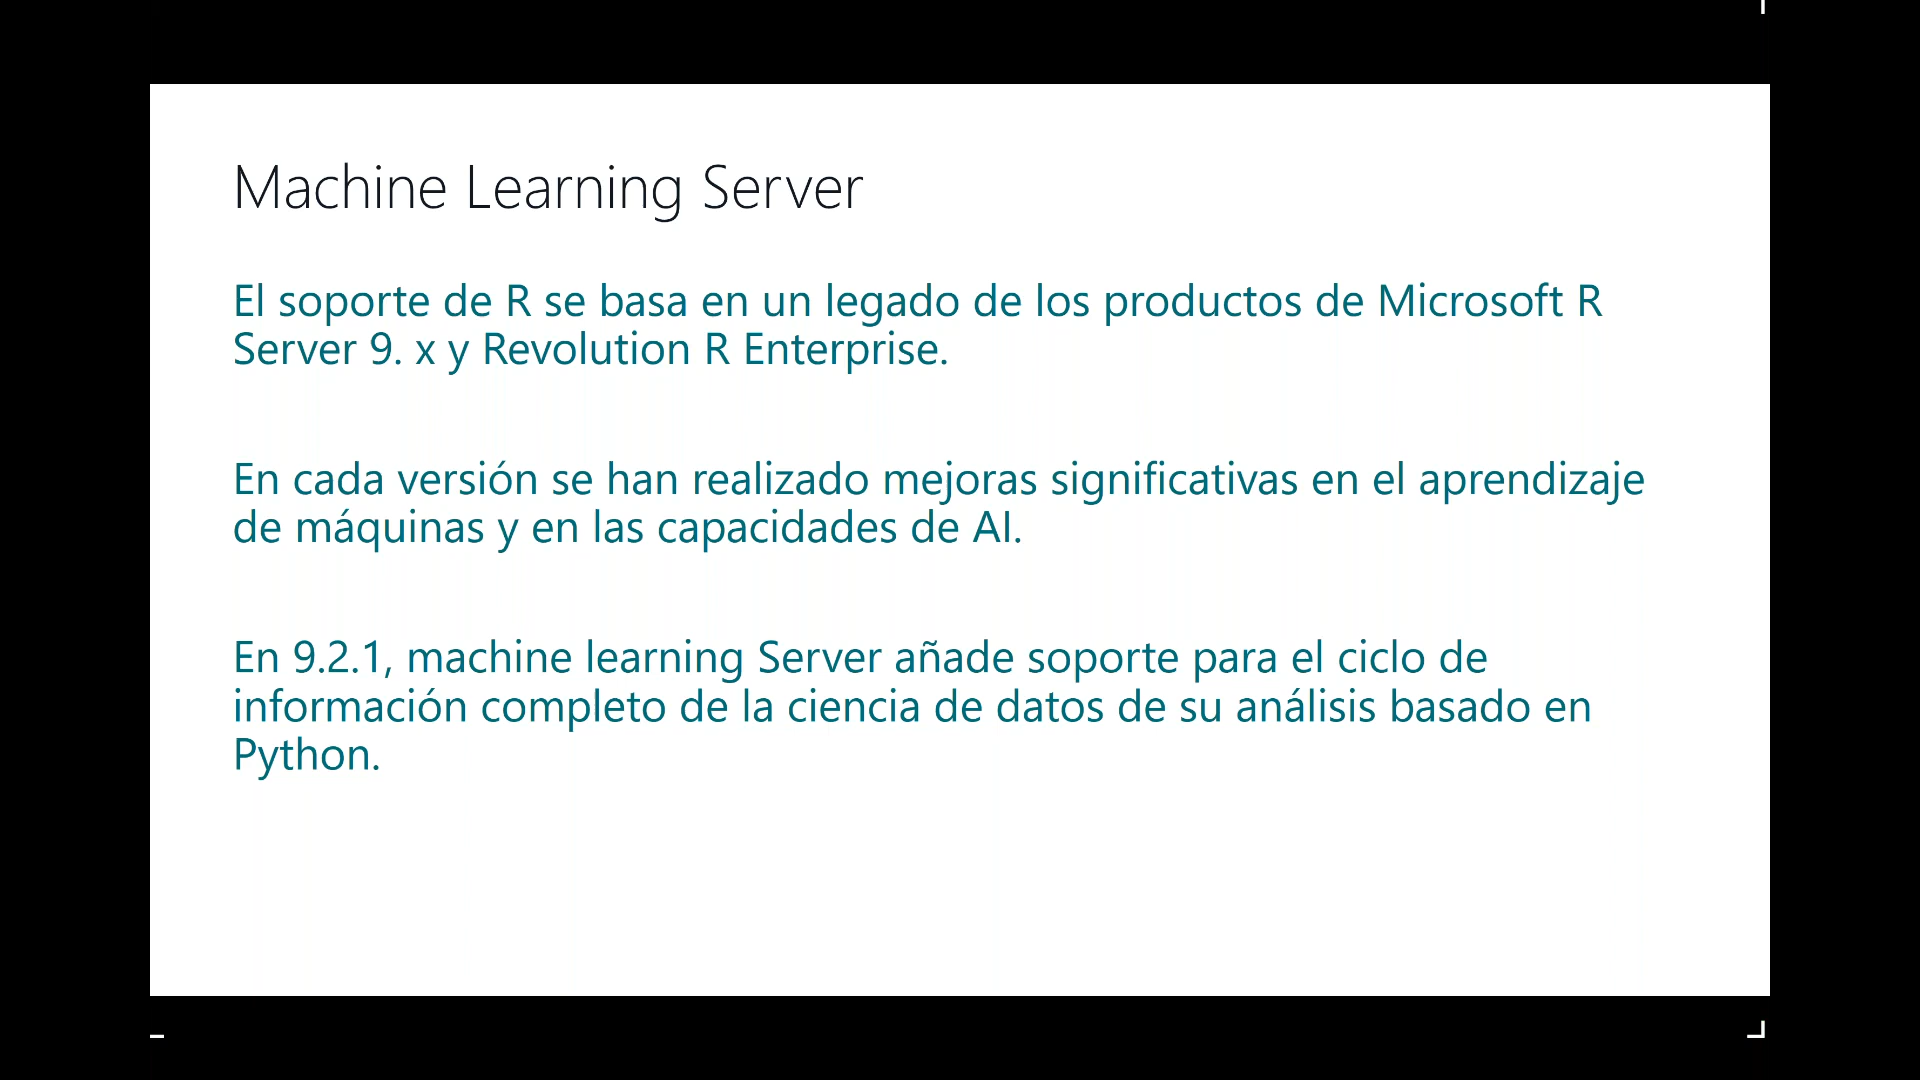 Machine Learning Server
El soporte de R se basa en un legado de los productos de Microsoft R
Server 9. x y Revolution R Enterprise.
En cada versión se han realizado mejoras significativas en el aprendizaje
de máquinas y en las capacidades de AI.
En 9.2.1, machine learning Server añade soporte para el ciclo de
información completo de la ciencia de datos de su análisis basado en
Python.